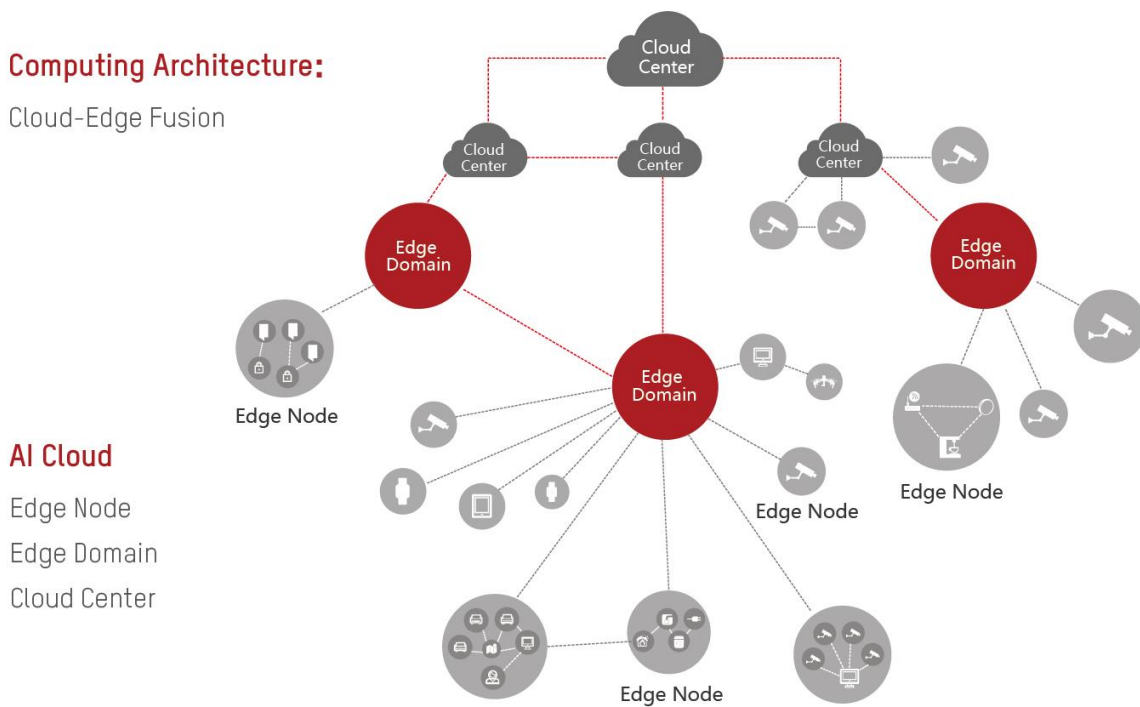 Computing Architecture:
Cloud-Edge Fusion
Cloud
Center
Cloud
Center
Cloud
Center
Cloud
Center
Edge
Domain
Edge
Domain
Edge
Domain
Edge Node
Edge Node
Edge Node
Edge Node
AI Cloud
Edge Node
Edge Domain
Cloud Center